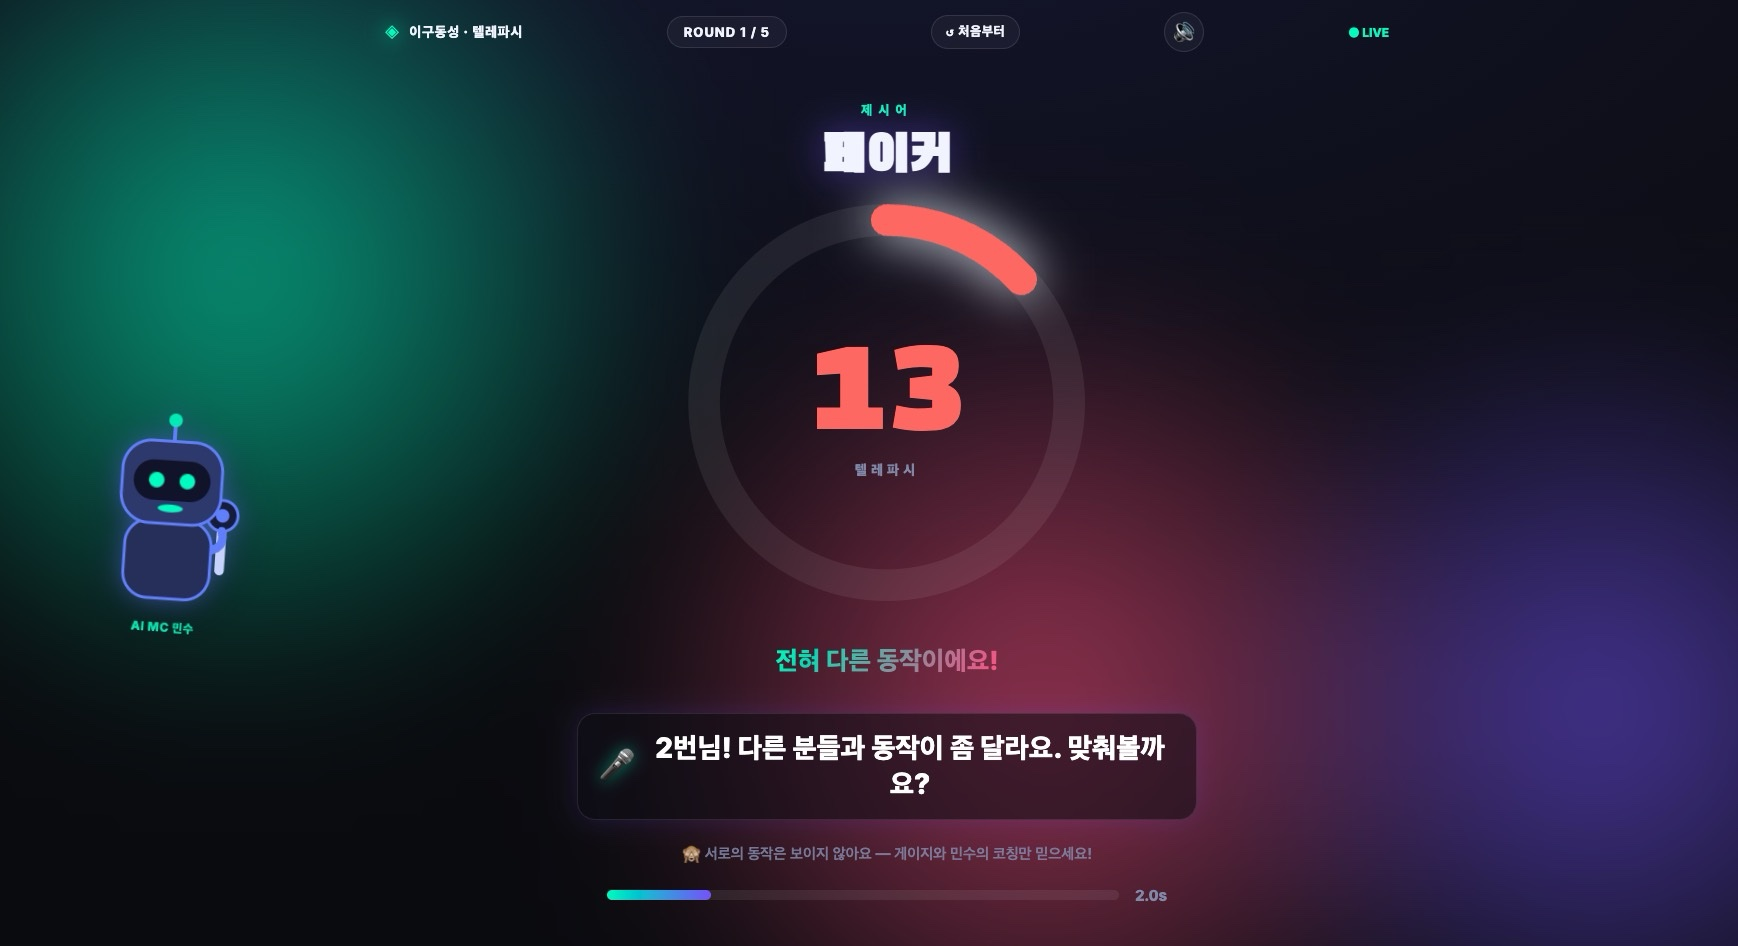 이구동성 · 텔레파시
ROUND 1 / 5
↺ 처음부터
LIVE
제시어
페이커
13
텔레파시
AI MC 민수
전혀 다른 동작이에요!
2번님! 다른 분들과 동작이 좀 달라요. 맞춰볼까
요?
🙈 서로의 동작은 보이지 않아요 — 게이지와 민수의 코칭만 믿으세요!
2.0s